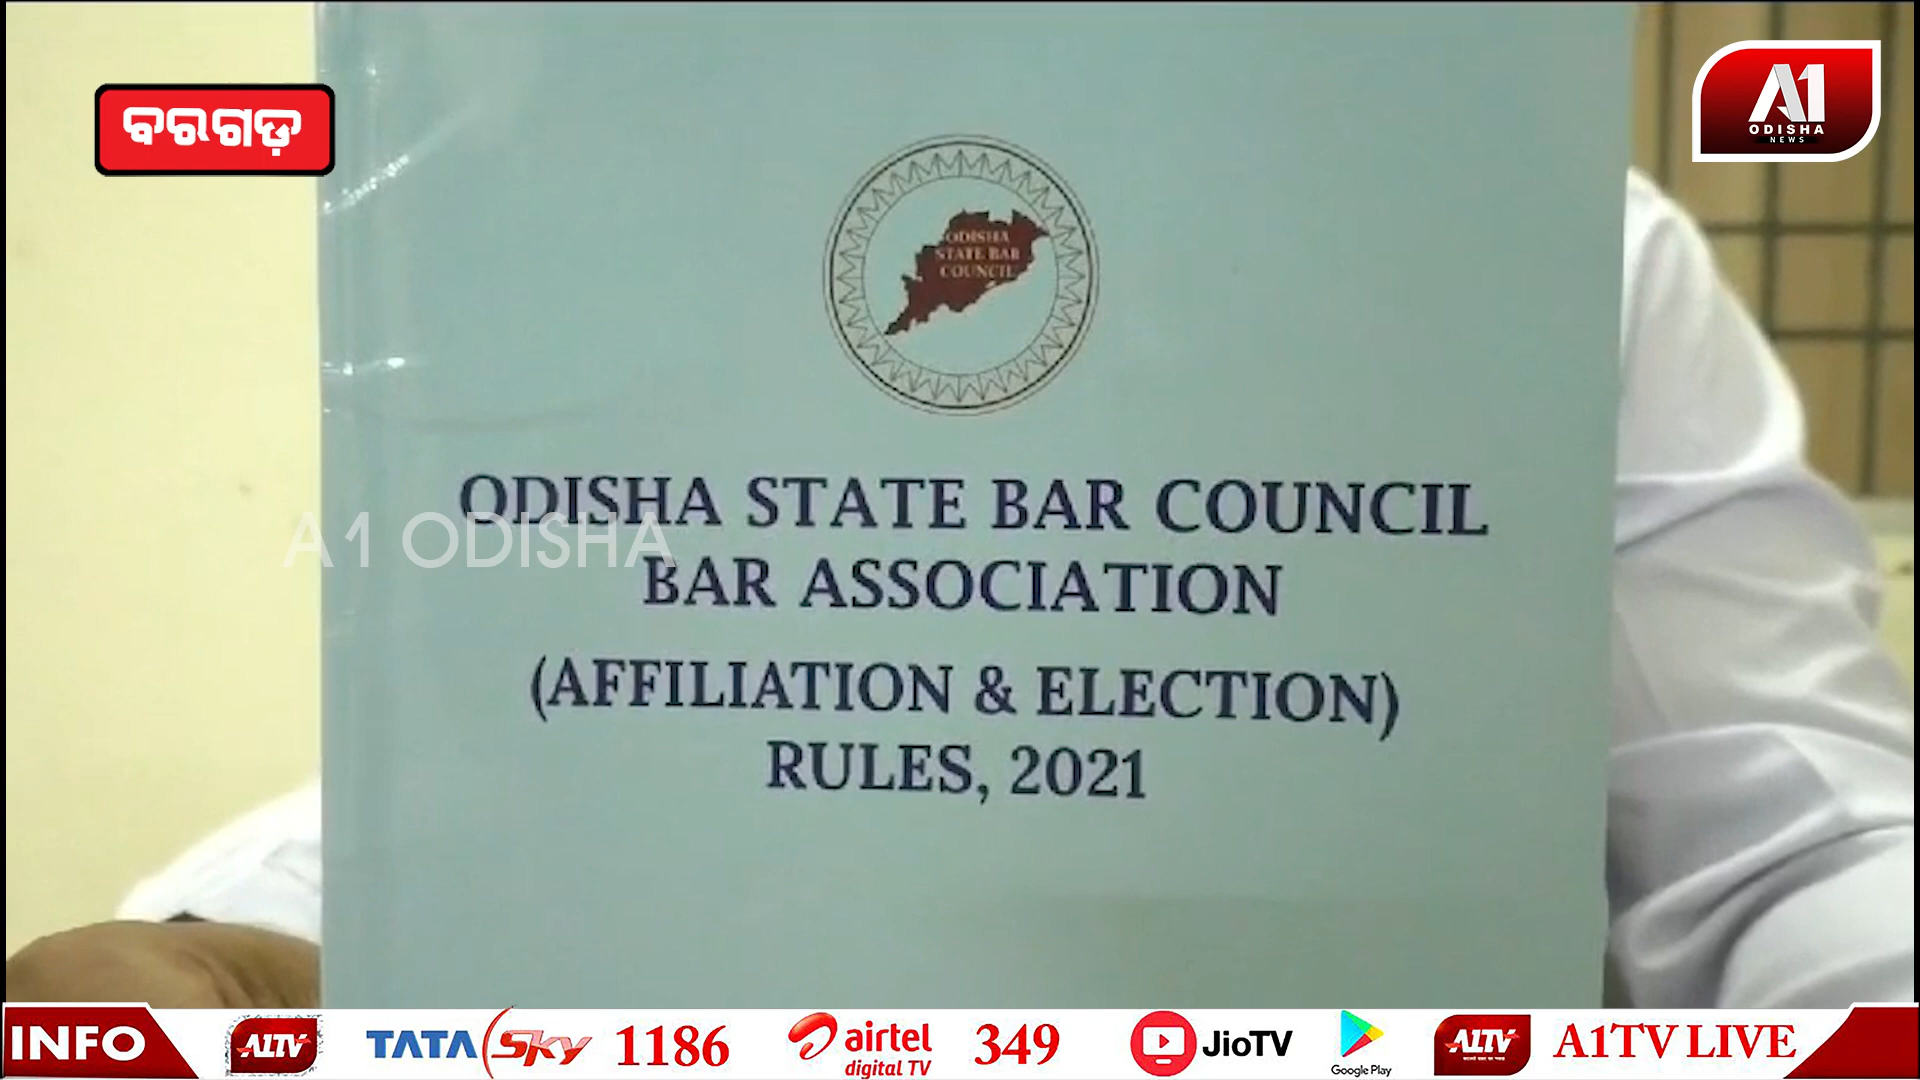 ବରଗଡ଼
A1
ODISHA
NEWS
ODISHA
STATE BAR
COUNCIL
ODISHA STATE BAR COUNCIL
A1 ODISHA
BAR ASSOCIATION
(AFFILIATION & ELECTION)
RULES, 2021
INFO
A1TV
TATA Sky 1186
airtel
digital TV
349
JioTV
Google Play
A1TV
A1TV LIVE